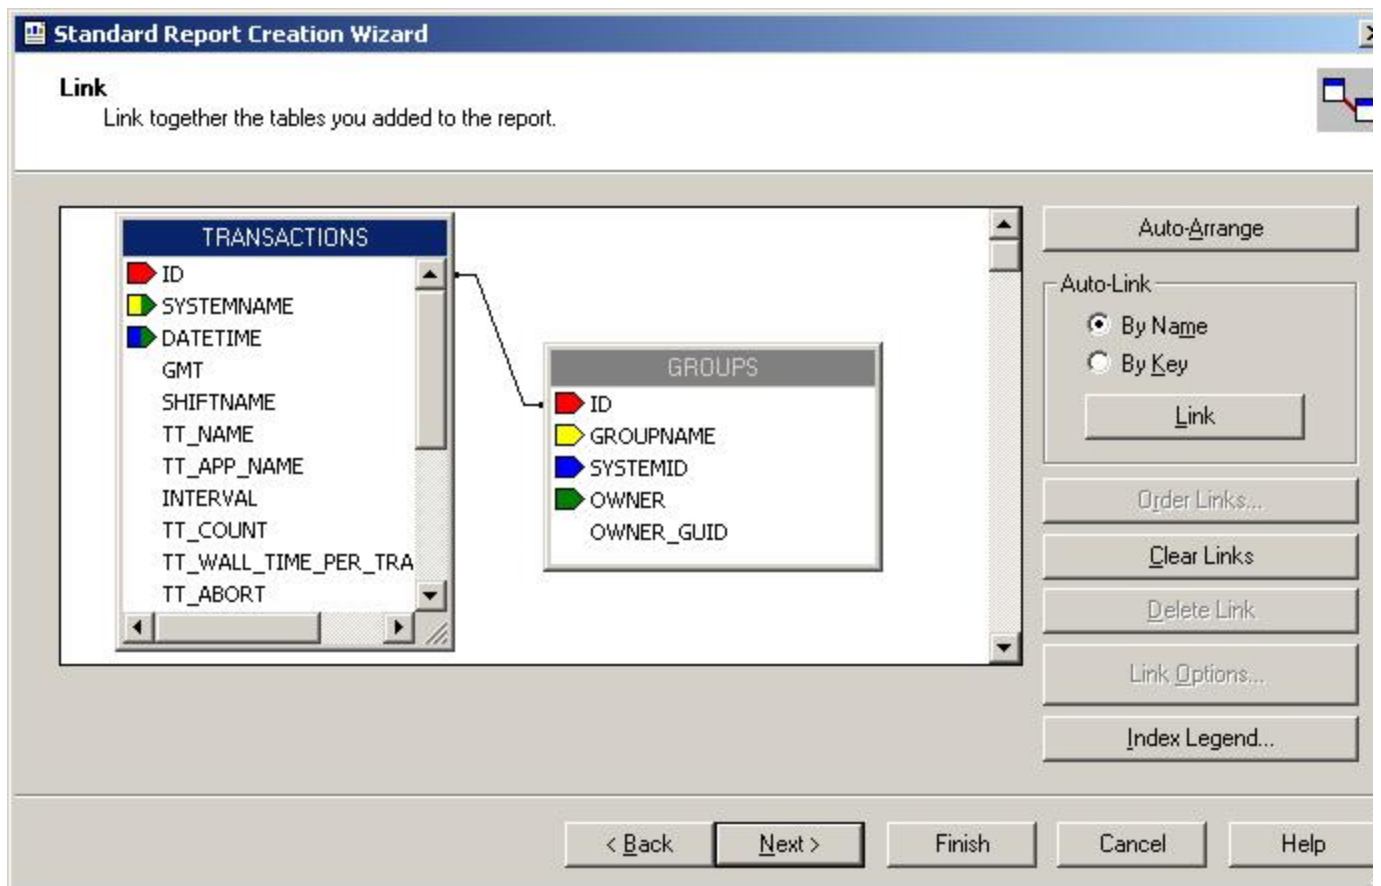 Standard Report Creation Wizard
Link
Link together the tables you added to the report.
TRANSACTIONS
ID
SYSTEMNAME
DATETIME
GMT
SHIFTNAME
TT_NAME
TT_APP_NAME
INTERVAL
TT_COUNT
TT_WALL_TIME_PER_TRA
TT_ABORT
GROUPS
ID
GROUPNAME
SYSTEMID
OWNER
OWNER_GUID
Auto-Arrange
Auto-Link
By Name
By Key
Link
Order Links...
Clear Links
Delete Link
Link Options...
Index Legend...
< Back
Next >
Finish
Cancel
Help